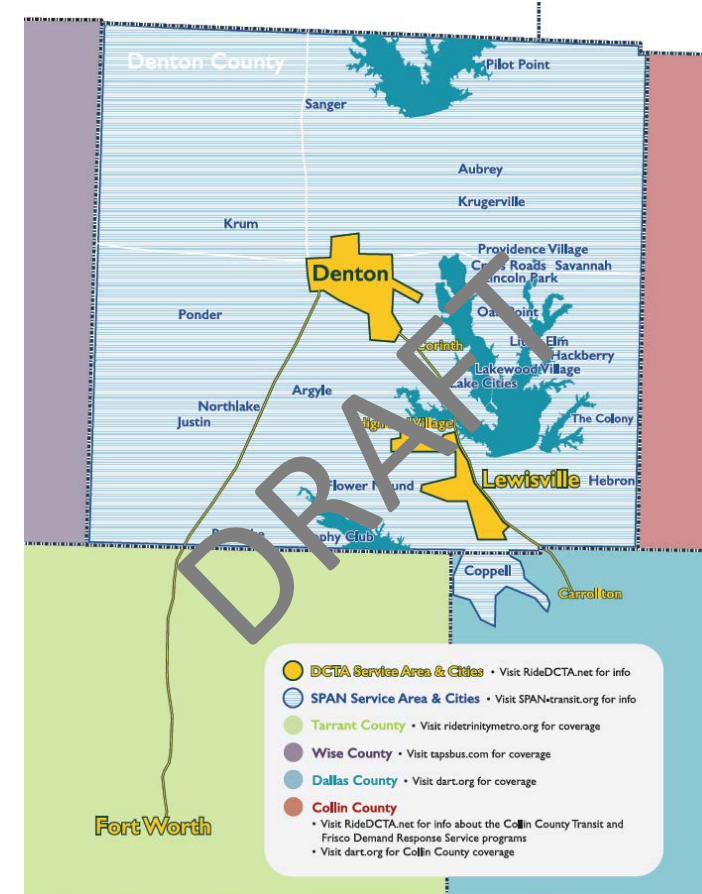 Denton County
Pilot Point
Sanger
Aubrey
Krugerville
Krum
Providence Village
Roads Savannah
Denton
Park
Ponder
Corinth
Hackberry
Lakewood Village
Lake Cities
Argyle
Northlake
Justin
The Colony
Village
Lewisville Hebron
Flower
Club
DRAFT
Coppell
Carrollton
DCTA Service Area & Cities • Visit RideDCTA.net for info
SPAN Service Area & Cities • Visit SPAN-transit.org for info
Tarrant County • Visit ridetrinitymetro.org for coverage
Wise County • Visit tapsbus.com for coverage
Dallas County • Visit dart.org for coverage
Collin County
• Visit RideDCTA.net for info about the Collin County Transit and
Frisco Demand Response Service programs
• Visit dart.org for Collin County coverage
Fort Worth